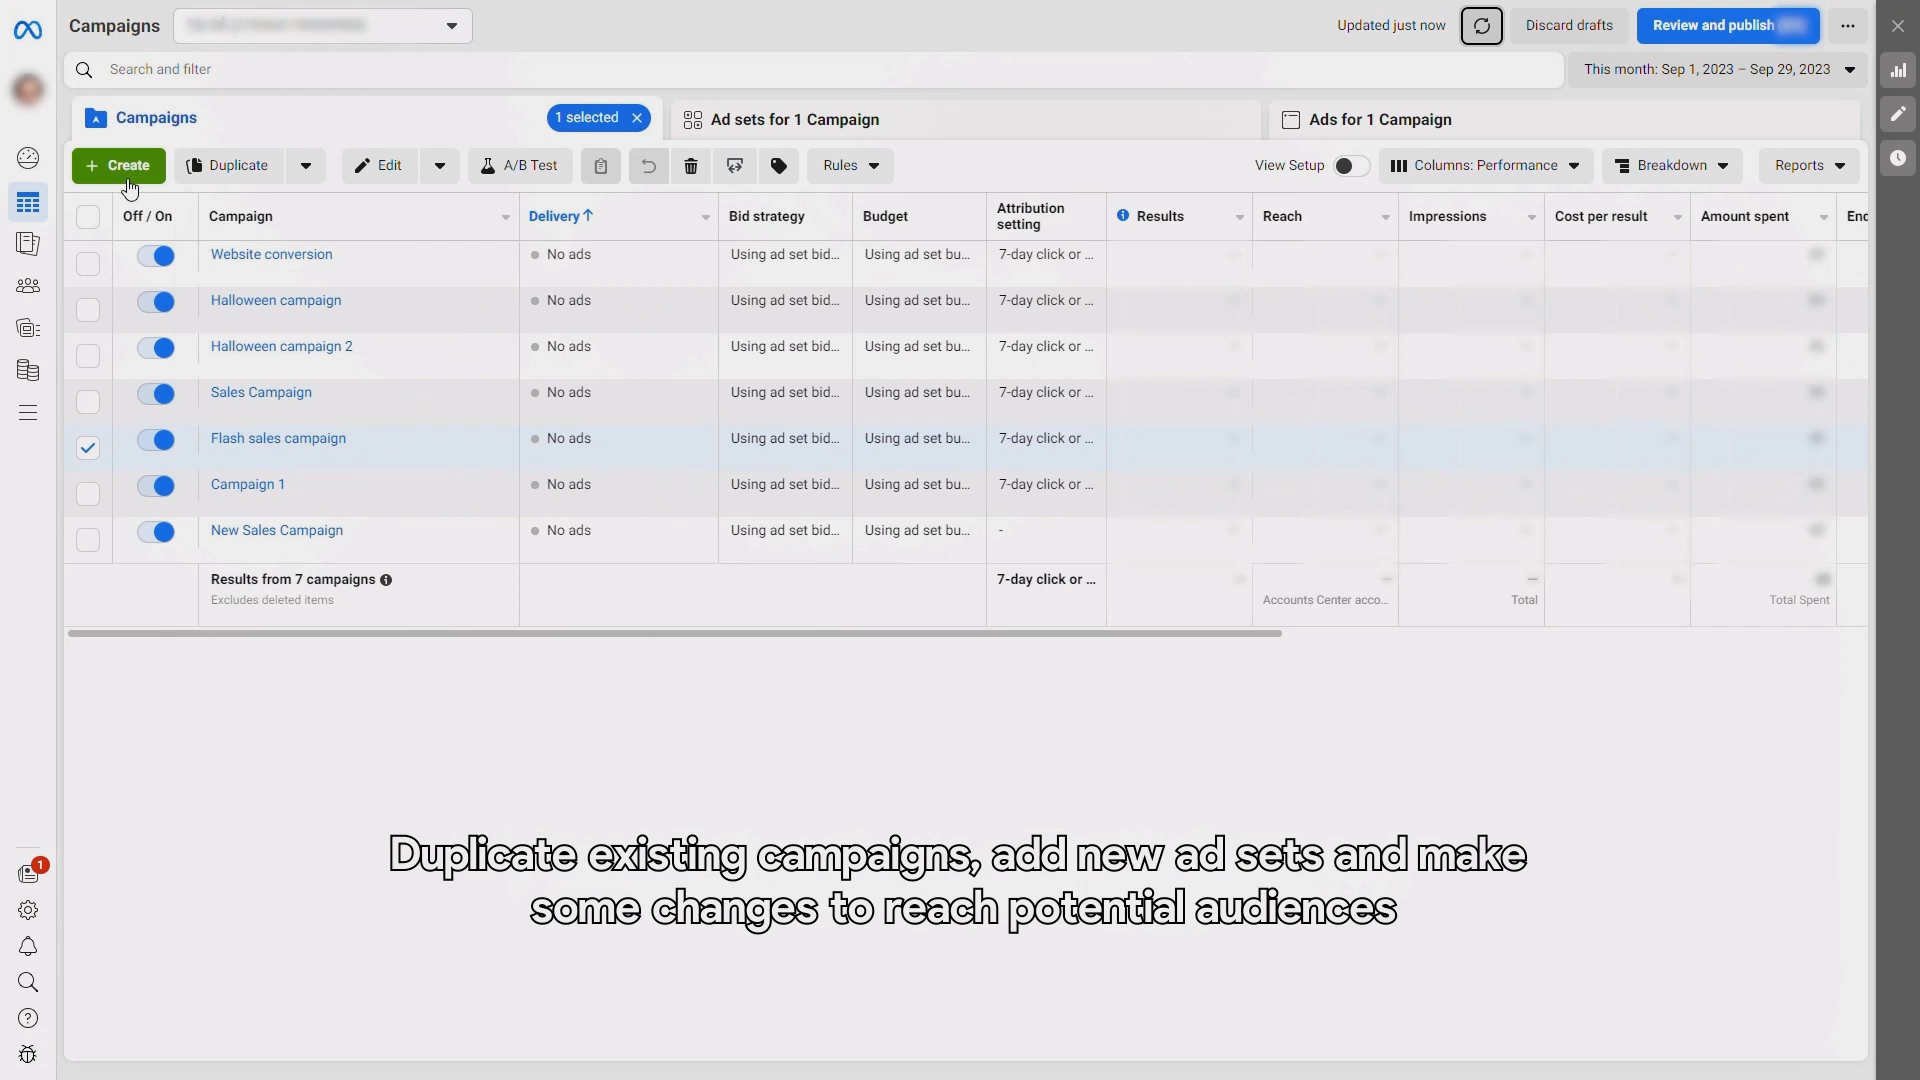 Campaigns
Updated just now
Discard drafts
Review and publish
Search and filter
This month: Sep 1, 2023 – Sep 29, 2023
Campaigns
1 selected
Ad sets for 1 Campaign
Ads for 1 Campaign
+ Create
Duplicate
Edit
A/B Test
Rules
View Setup
Columns: Performance
Breakdown
Reports
Off / On
Campaign
Delivery ↑
Bid strategy
Budget
Attribution
setting
Results
Reach
Impressions
Cost per result
Amount spent
End
Website conversion
No ads
Using ad set bid...
Using ad set bu...
7-day click or ...
Halloween campaign
No ads
Using ad set bid...
Using ad set bu...
7-day click or ...
Halloween campaign 2
No ads
Using ad set bid...
Using ad set bu...
7-day click or ...
Sales Campaign
No ads
Using ad set bid...
Using ad set bu...
7-day click or ...
Flash sales campaign
No ads
Using ad set bid...
Using ad set bu...
7-day click or ...
Campaign 1
No ads
Using ad set bid...
Using ad set bu...
7-day click or ...
New Sales Campaign
No ads
Using ad set bid...
Using ad set bu...
-
Results from 7 campaigns
Excludes deleted items
7-day click or ...
Accounts Center acco...
Total
Total Spent
Duplicate existing campaigns, add new ad sets and make
some changes to reach potential audiences
1